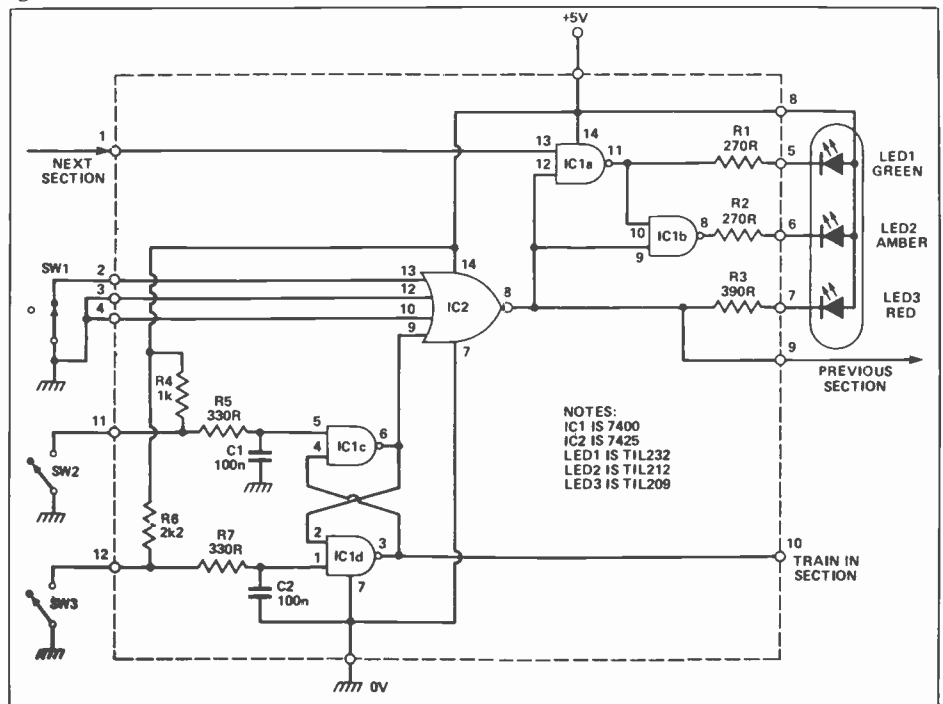 +5V
1
NEXT
SECTION
13
12
14
11
IC1a
R1
270R
8
5
LED1
GREEN
10
9
IC1b
8
R2
270R
6
LED2
AMBER
SW1
2
3
4
13
12
10
9
14
IC2
8
7
R3
390R
7
LED3
RED
9
PREVIOUS
SECTION
R4
1k
11
SW2
R5
330R
C1
100n
5
4
IC1c
6
NOTES:
IC1 IS 7400
IC2 IS 7425
LED1 IS TIL232
LED2 IS TIL212
LED3 IS TIL209
R6
2k2
12
SW3
R7
330R
C2
100n
2
1
IC1d
3
7
10
TRAIN IN
SECTION
0V